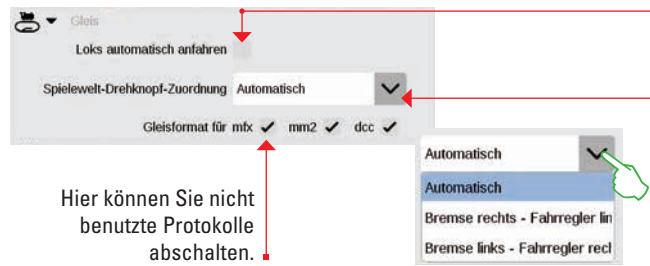 Gleis
Loks automatisch anfahren
Spielewelt-Drehknopf-Zuordnung Automatisch
Gleisformat für mfx mm2 dcc
Automatisch
Automatisch
Bremse rechts - Fahrregler lin
Bremse links - Fahrregler recl
Hier können Sie nicht
benutzte Protokolle
abschalten.